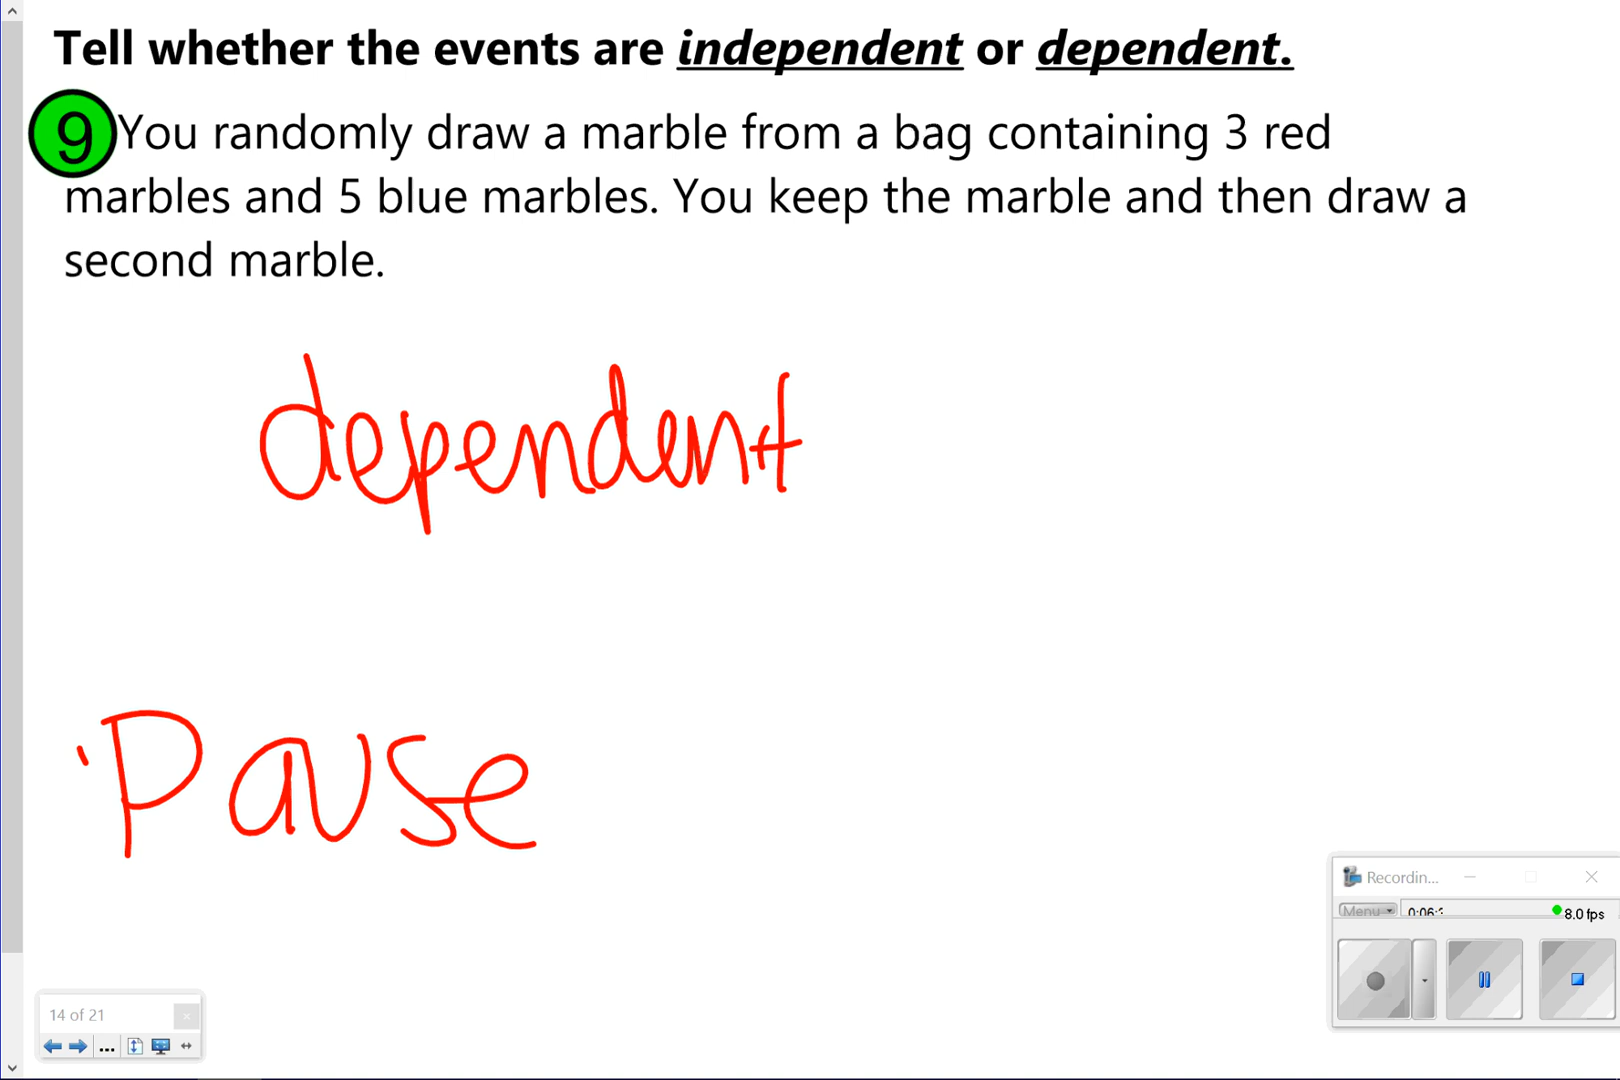 Tell whether the events are independent or dependent.
9 You randomly draw a marble from a bag containing 3 red
marbles and 5 blue marbles. You keep the marble and then draw a
second marble.
dependent
Pause
Recordin...
Menu
8.0 fps
14 of 21